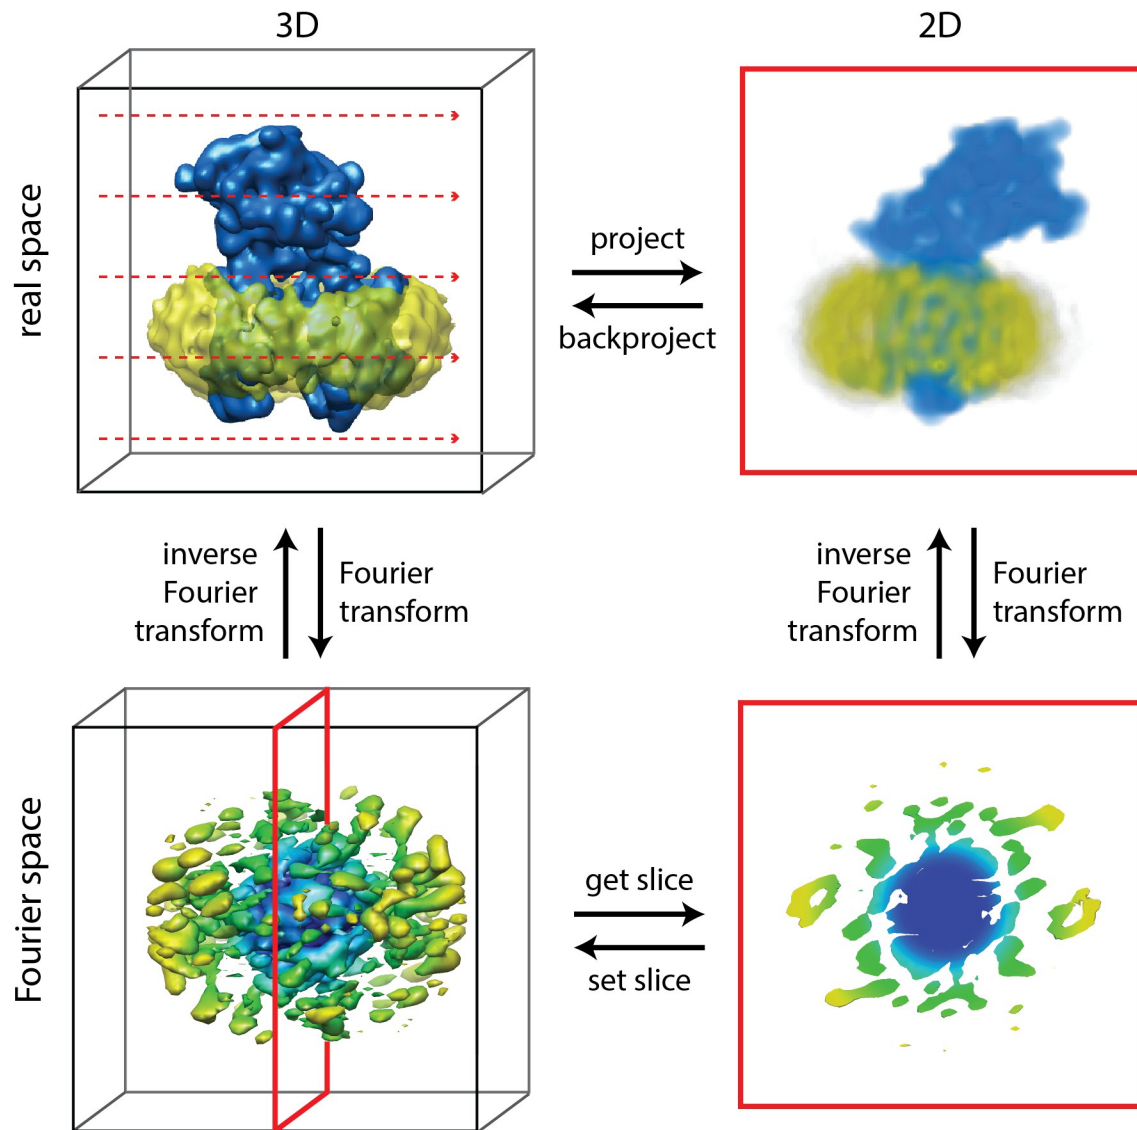 3D
2D
real space
project
backproject
inverse
Fourier
transform
Fourier
transform
inverse
Fourier
transform
Fourier
transform
Fourier space
get slice
set slice